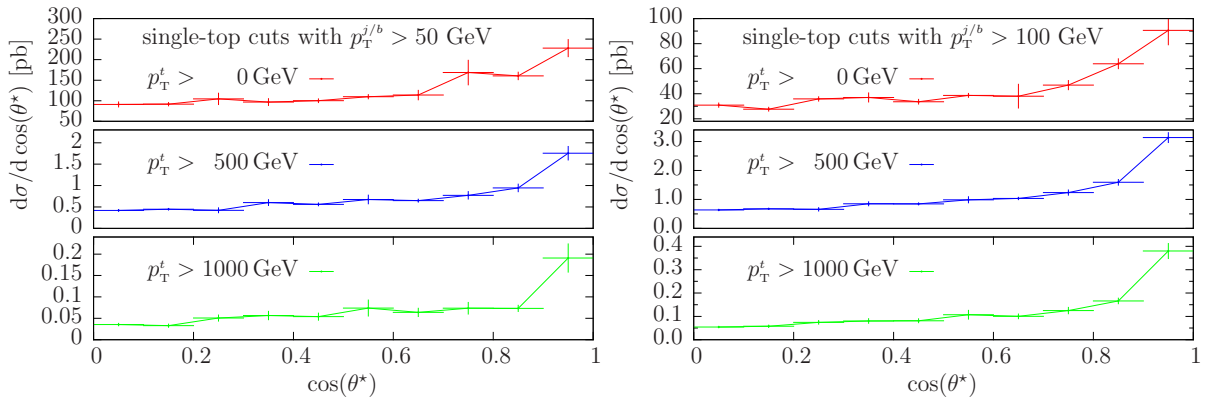 dσ/d cos(θ⋆) [pb]
single-top cuts with p_T^{j/b} > 50 GeV
p_T^t > 0 GeV
300
250
200
150
100
50
p_T^t > 500 GeV
2
1.5
1
0.5
0
p_T^t > 1000 GeV
0.2
0.15
0.1
0.05
0
0 0.2 0.4 0.6 0.8 1
cos(θ⋆)
dσ/d cos(θ⋆) [pb]
single-top cuts with p_T^{j/b} > 100 GeV
p_T^t > 0 GeV
100
80
60
40
20
p_T^t > 500 GeV
3.0
2.0
1.0
0
p_T^t > 1000 GeV
0.4
0.3
0.2
0.1
0
0 0.2 0.4 0.6 0.8 1
cos(θ⋆)